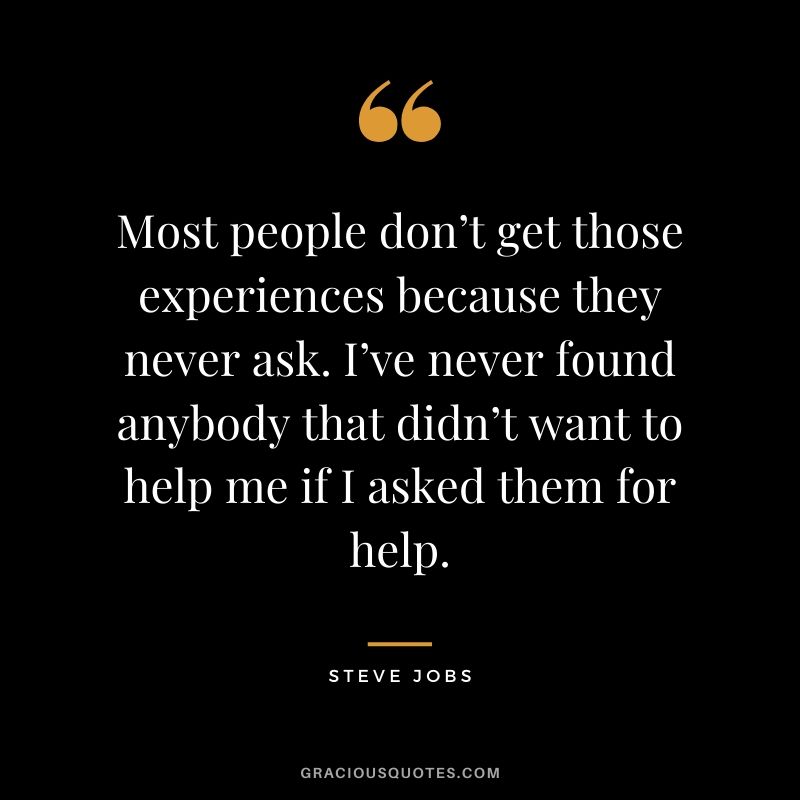 “
Most people don’t get those
experiences because they
never ask. I’ve never found
anybody that didn’t want to
help me if I asked them for
help.
STEVE JOBS
GRACIOUSQUOTES.COM